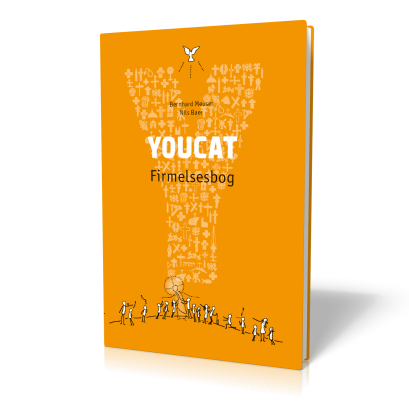 Bernhard Meuser
Nils Baer
YOUCAT
Firmelsesbog